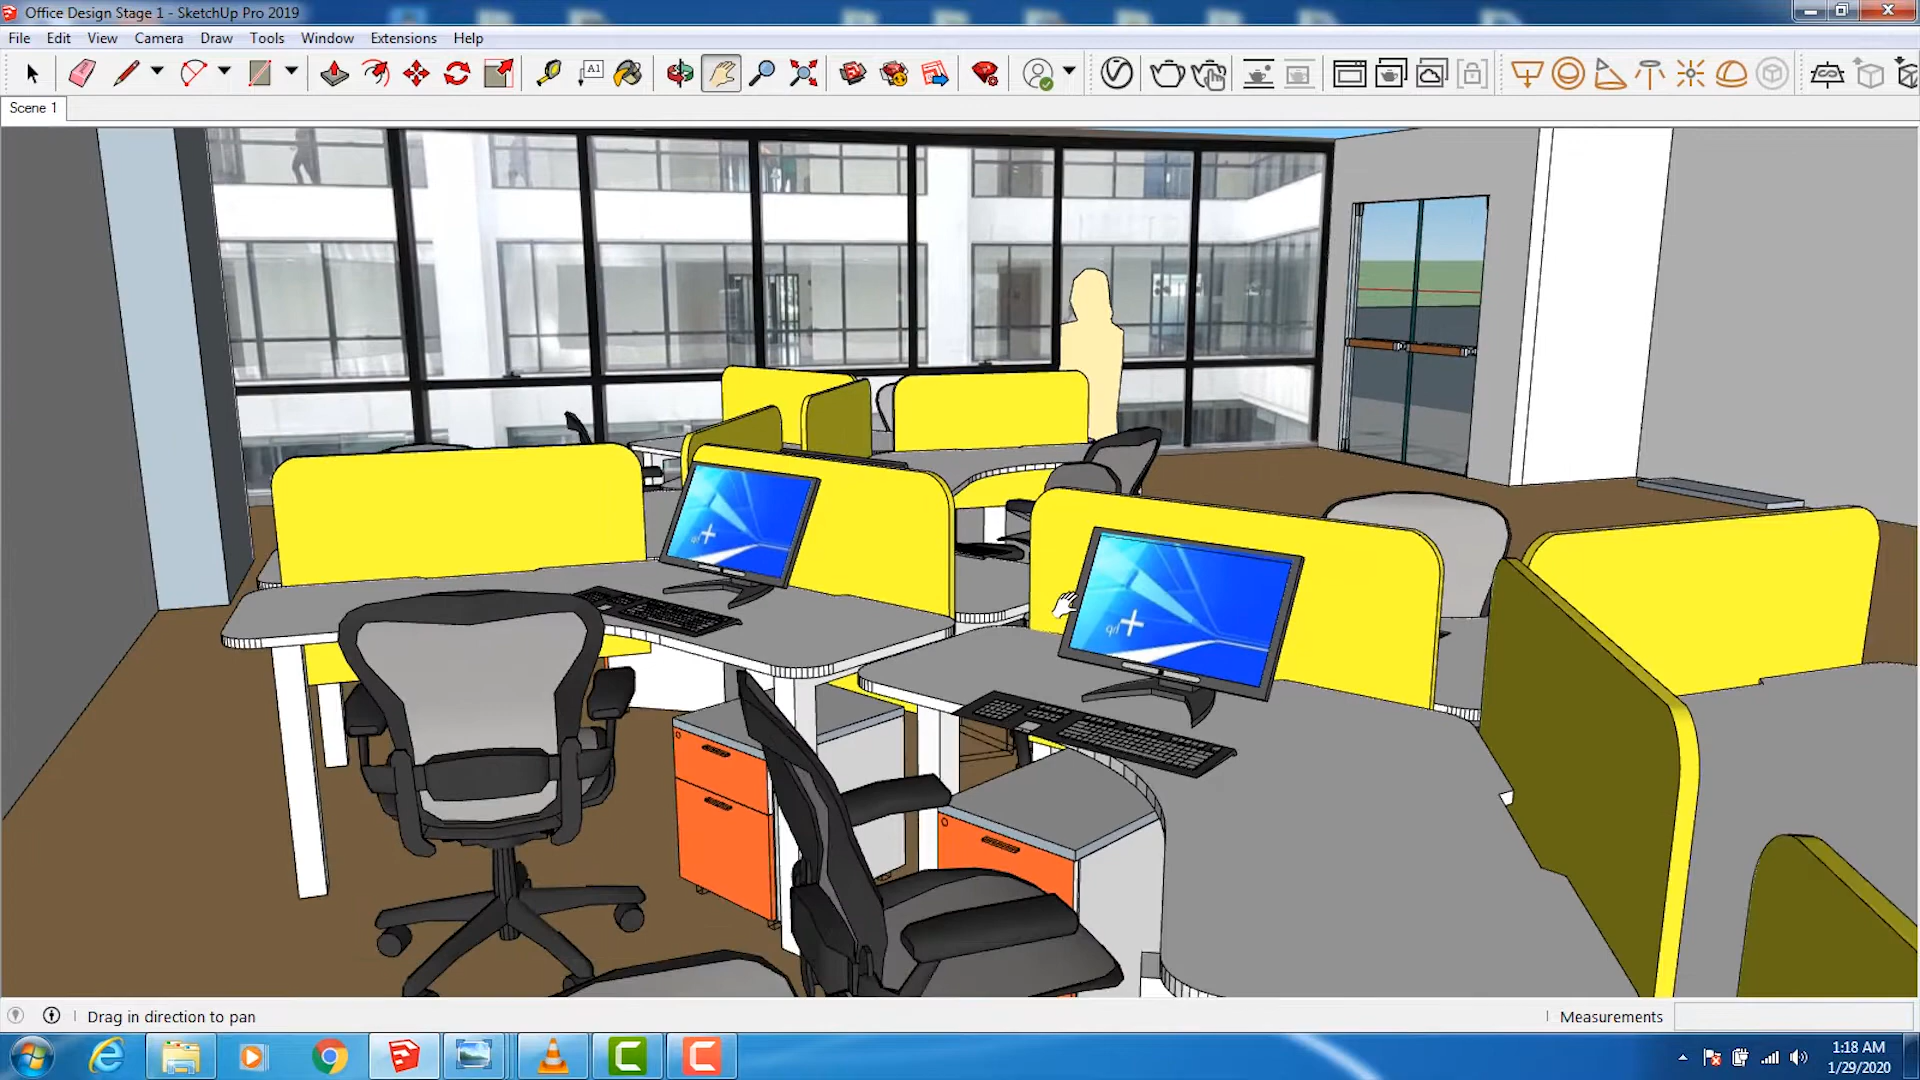 Office Design Stage 1 - SketchUp Pro 2019
File Edit View Camera Draw Tools Window Extensions Help
A1
Scene 1
Drag in direction to pan
Measurements
1:18 AM
1/29/2020